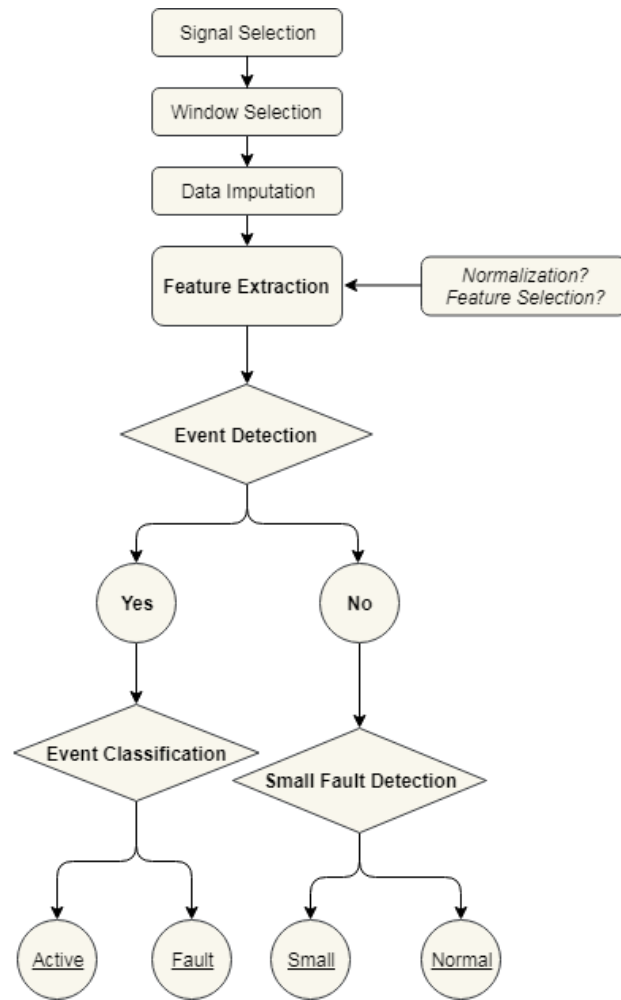 Signal Selection
Window Selection
Data Imputation
Feature Extraction
Normalization?
Feature Selection?
Event Detection
Yes
No
Event Classification
Small Fault Detection
Active
Fault
Small
Normal